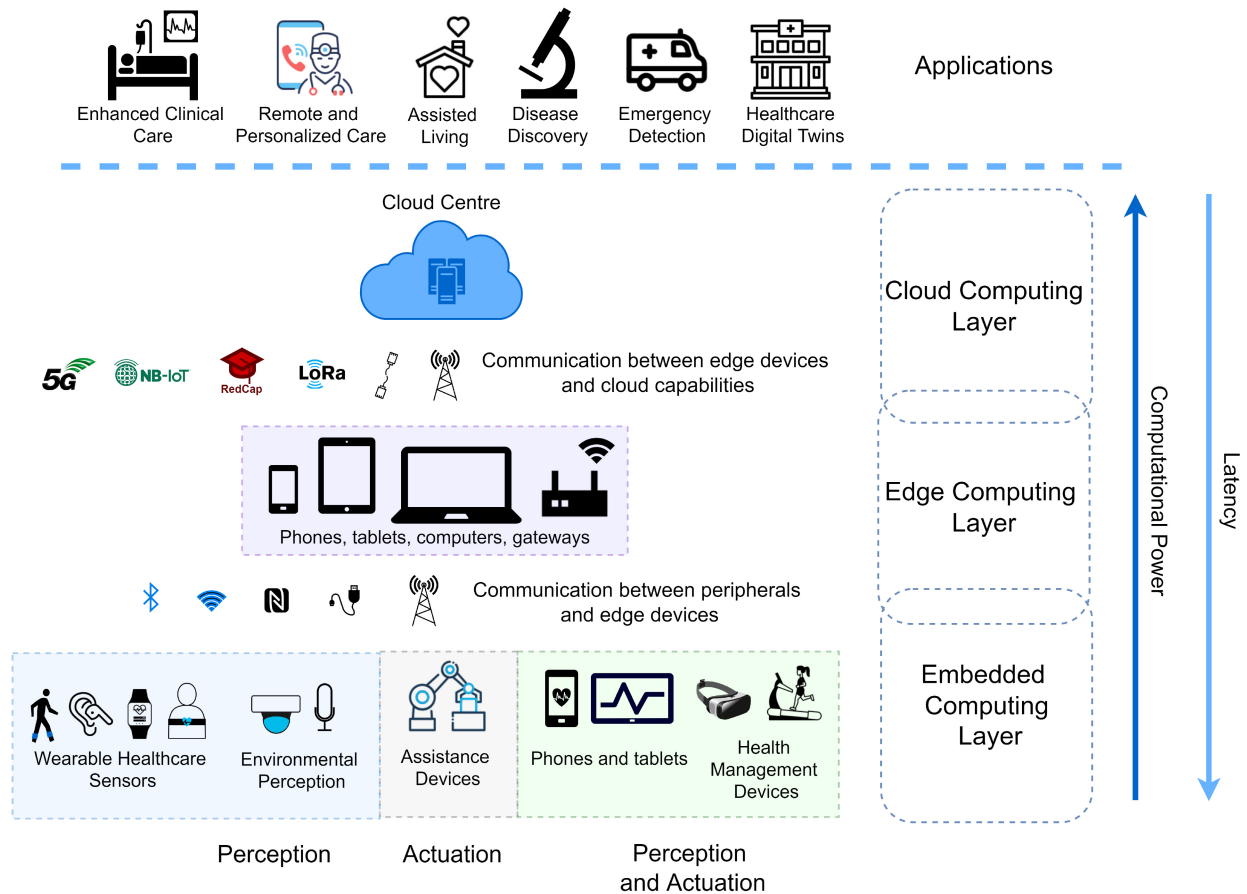 Applications
Enhanced Clinical
Care
Remote and
Personalized Care
Assisted
Living
Disease
Discovery
Emergency
Detection
Healthcare
Digital Twins
Cloud Centre
Cloud Computing
Layer
5G
NB-IoT
RedCap
LoRa
Communication between edge devices
and cloud capabilities
Phones, tablets, computers, gateways
Edge Computing
Layer
Computational Power
Latency
Communication between peripherals
and edge devices
Wearable Healthcare
Sensors
Environmental
Perception
Assistance
Devices
Phones and tablets
Health
Management
Devices
Embedded
Computing
Layer
Perception
Actuation
Perception
and Actuation